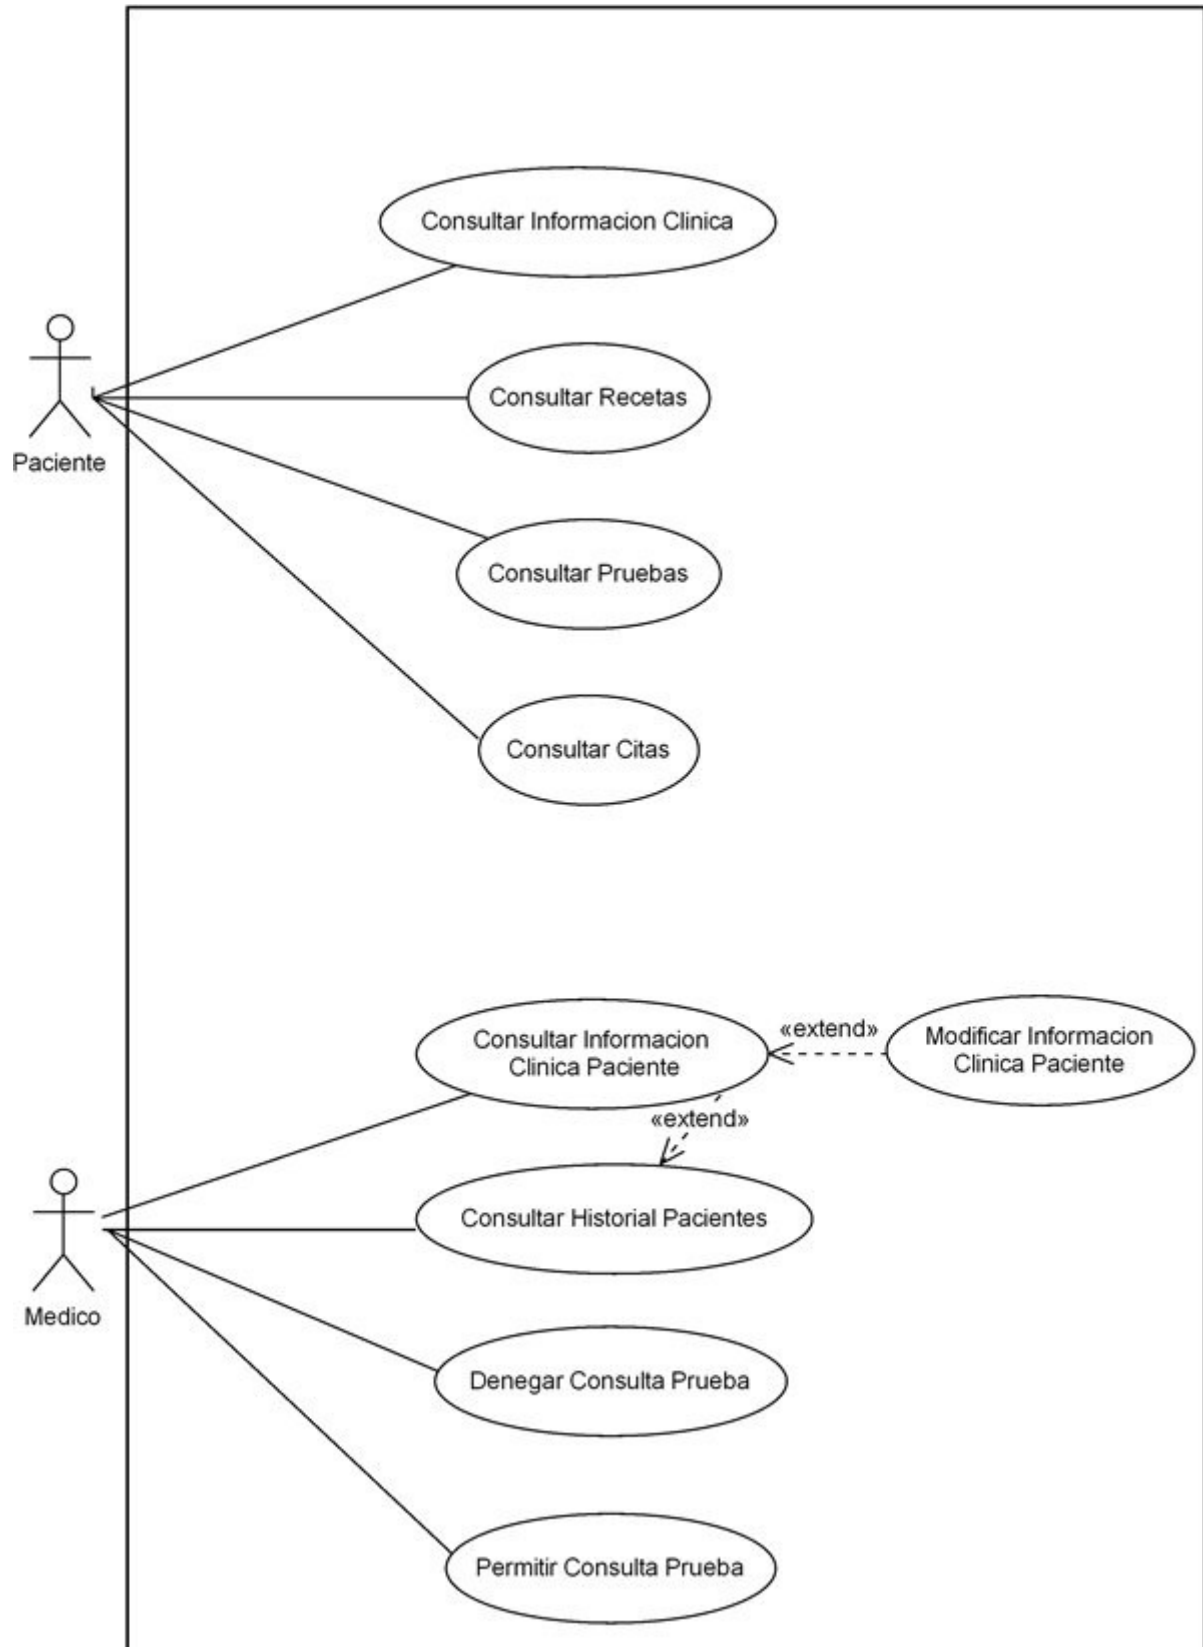 Consultar Informacion Clinica
Consultar Recetas
Paciente
Consultar Pruebas
Consultar Citas
Consultar Informacion
Clinica Paciente
«extend»
Modificar Informacion
Clinica Paciente
«extend»
Consultar Historial Pacientes
Medico
Denegar Consulta Prueba
Permitir Consulta Prueba